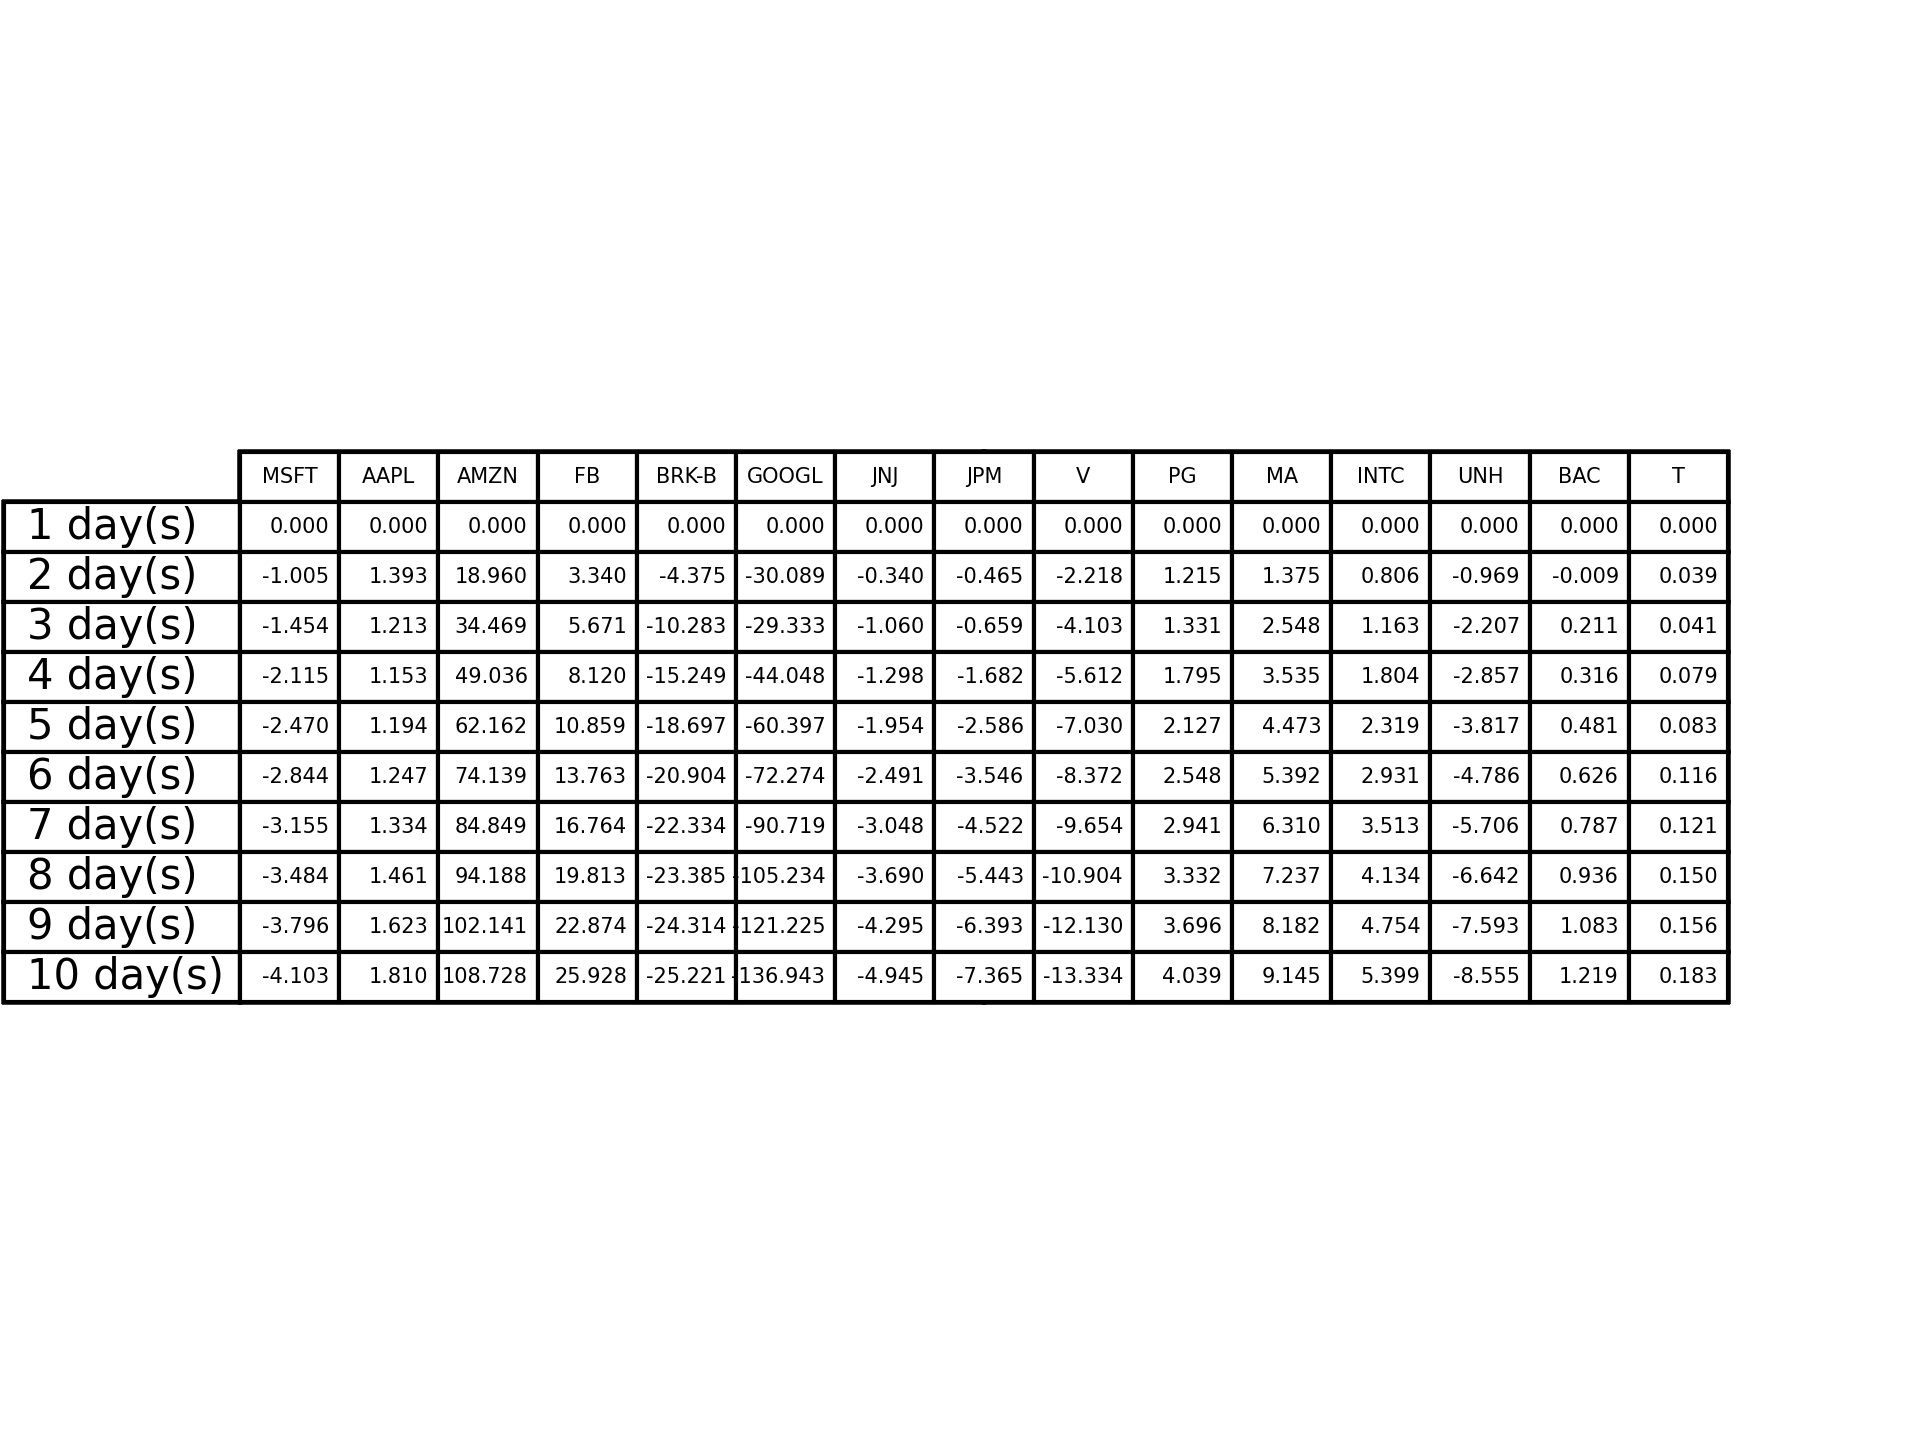 MSFT AAPL AMZN FB BRK-B GOOGL JNJ JPM V PG MA INTC UNH BAC T
1 day(s) 0.000 0.000 0.000 0.000 0.000 0.000 0.000 0.000 0.000 0.000 0.000 0.000 0.000 0.000 0.000
2 day(s) -1.005 1.393 18.960 3.340 -4.375 -30.089 -0.340 -0.465 -2.218 1.215 1.375 0.806 -0.969 -0.009 0.039
3 day(s) -1.454 1.213 34.469 5.671 -10.283 -29.333 -1.060 -0.659 -4.103 1.331 2.548 1.163 -2.207 0.211 0.041
4 day(s) -2.115 1.153 49.036 8.120 -15.249 -44.048 -1.298 -1.682 -5.612 1.795 3.535 1.804 -2.857 0.316 0.079
5 day(s) -2.470 1.194 62.162 10.859 -18.697 -60.397 -1.954 -2.586 -7.030 2.127 4.473 2.319 -3.817 0.481 0.083
6 day(s) -2.844 1.247 74.139 13.763 -20.904 -72.274 -2.491 -3.546 -8.372 2.548 5.392 2.931 -4.786 0.626 0.116
7 day(s) -3.155 1.334 84.849 16.764 -22.334 -90.719 -3.048 -4.522 -9.654 2.941 6.310 3.513 -5.706 0.787 0.121
8 day(s) -3.484 1.461 94.188 19.813 -23.385 -105.234 -3.690 -5.443 -10.904 3.332 7.237 4.134 -6.642 0.936 0.150
9 day(s) -3.796 1.623 102.141 22.874 -24.314 -121.225 -4.295 -6.393 -12.130 3.696 8.182 4.754 -7.593 1.083 0.156
10 day(s) -4.103 1.810 108.728 25.928 -25.221 -136.943 -4.945 -7.365 -13.334 4.039 9.145 5.399 -8.555 1.219 0.183